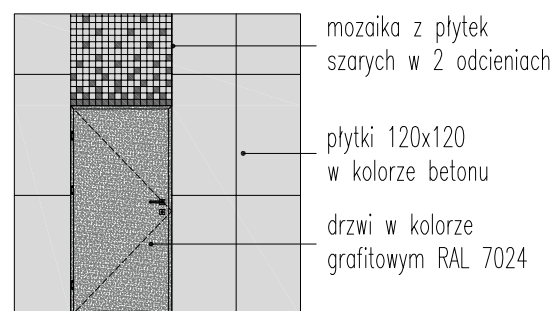 mozaika z płytek
szarych w 2 odcieniach
płytki 120x120
w kolorze betonu
drzwi w kolorze
grafitowym RAL 7024